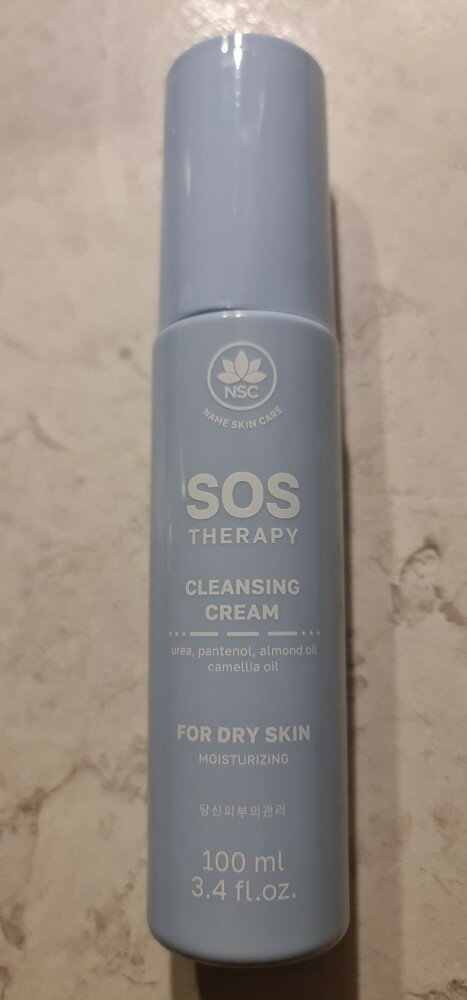 NSC
NAME SKIN CARE
SOS
THERAPY
CLEANSING
CREAM
urea, pantenol, almond oil
camellia oil
FOR DRY SKIN
MOISTURIZING
당신피부의관리
100 ml
3.4 fl.oz.